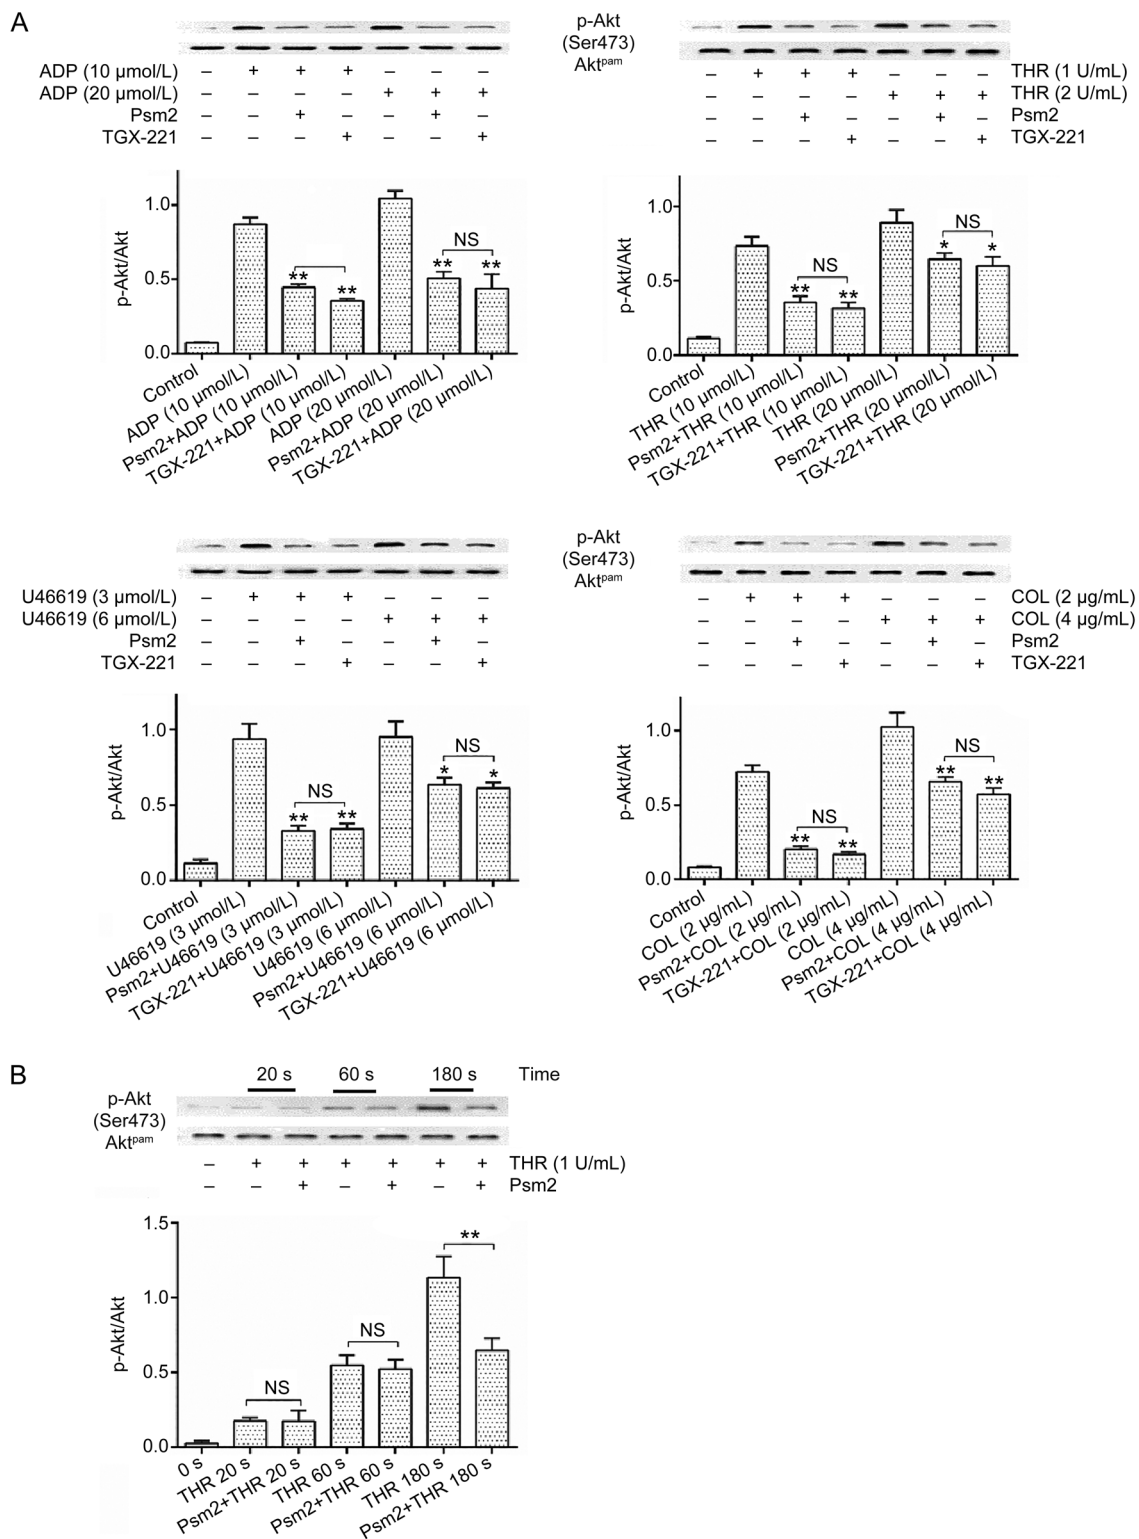 A
p-Akt
(Ser473)
Aktpam
ADP (10 µmol/L) – + + + – – –
ADP (20 µmol/L) – – – – + + +
Psm2 – – + – – + –
TGX-221 – – – + – – +
– + + + – – – THR (1 U/mL)
– – – – + + + THR (2 U/mL)
– – + – – + – Psm2
– – – + – – + TGX-221
p-Akt/Akt
1.0
0.5
0.0
** ** ** NS **
Control
ADP (10 µmol/L)
Psm2+ADP (10 µmol/L)
TGX-221+ADP (10 µmol/L)
ADP (20 µmol/L)
Psm2+ADP (20 µmol/L)
TGX-221+ADP (20 µmol/L)
p-Akt/Akt
1.0
0.5
0.0
** NS ** * NS *
Control
THR (10 µmol/L)
Psm2+THR (10 µmol/L)
TGX-221+THR (10 µmol/L)
THR (20 µmol/L)
Psm2+THR (20 µmol/L)
TGX-221+THR (20 µmol/L)
p-Akt
(Ser473)
Aktpam
U46619 (3 µmol/L) – + + + – – –
U46619 (6 µmol/L) – – – – + + +
Psm2 – – + – – + –
TGX-221 – – – + – – +
– + + + – – – COL (2 µg/mL)
– – – – + + + COL (4 µg/mL)
– – + – – + – Psm2
– – – + – – + TGX-221
p-Akt/Akt
1.0
0.5
0.0
** NS ** * NS *
Control
U46619 (3 µmol/L)
Psm2+U46619 (3 µmol/L)
TGX-221+U46619 (3 µmol/L)
U46619 (6 µmol/L)
Psm2+U46619 (6 µmol/L)
TGX-221+U46619 (6 µmol/L)
p-Akt/Akt
1.0
0.5
0.0
** NS ** ** NS **
Control
COL (2 µg/mL)
Psm2+COL (2 µg/mL)
TGX-221+COL (2 µg/mL)
COL (4 µg/mL)
Psm2+COL (4 µg/mL)
TGX-221+COL (4 µg/mL)
B
20 s 60 s 180 s Time
p-Akt
(Ser473)
Aktpam
– + + + + + + THR (1 U/mL)
– – + – + – + Psm2
p-Akt/Akt
1.5
1.0
0.5
0.0
NS NS **
0 s
THR 20 s
Psm2+THR 20 s
THR 60 s
Psm2+THR 60 s
THR 180 s
Psm2+THR 180 s